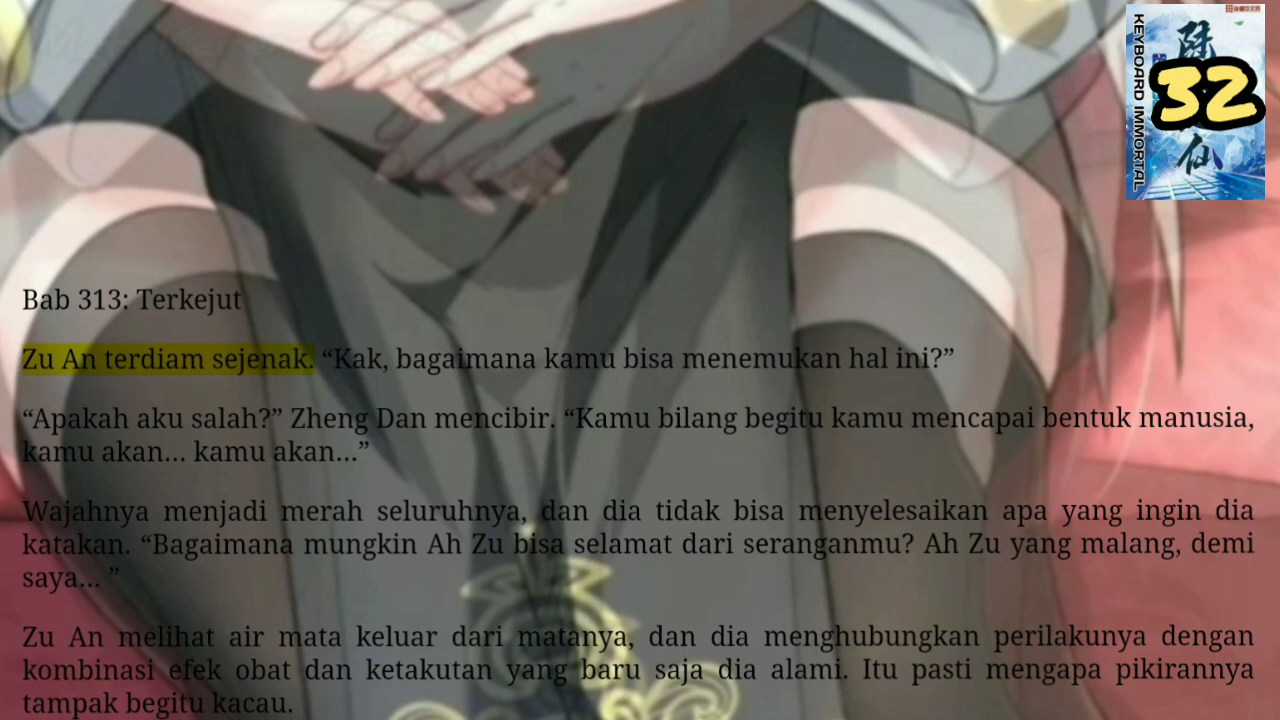 KEYBOARD IMMORTAL
32
仙
Bab 313: Terkejut
Zu An terdiam sejenak. “Kak, bagaimana kamu bisa menemukan hal ini?”
“Apakah aku salah?” Zheng Dan mencibir. “Kamu bilang begitu kamu mencapai bentuk manusia,
kamu akan... kamu akan...”
Wajahnya menjadi merah seluruhnya, dan dia tidak bisa menyelesaikan apa yang ingin dia
katakan. “Bagaimana mungkin Ah Zu bisa selamat dari seranganmu? Ah Zu yang malang, demi
saya... ”
Zu An melihat air mata keluar dari matanya, dan dia menghubungkan perilakunya dengan
kombinasi efek obat dan ketakutan yang baru saja dia alami. Itu pasti mengapa pikirannya
tampak begitu kacau.